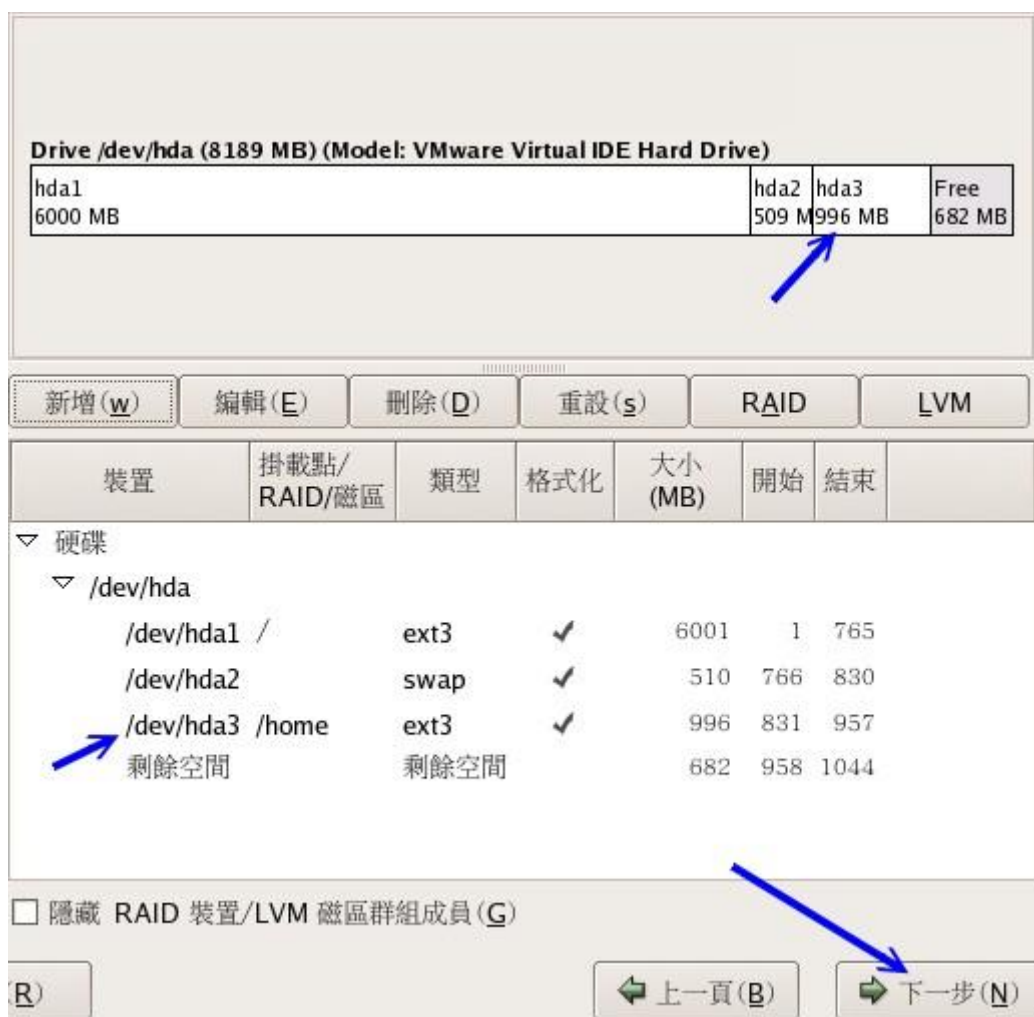 Drive /dev/hda (8189 MB) (Model: VMware Virtual IDE Hard Drive)
hda1 hda2 hda3 Free
6000 MB 509 M 996 MB 682 MB
新增(w) 編輯(E) 刪除(D) 重設(s) RAID LVM
裝置 掛載點/ RAID/磁區 類型 格式化 大小 (MB) 開始 結束
硬碟
/dev/hda
/dev/hda1 / ext3 ✓ 6001 1 765
/dev/hda2 swap ✓ 510 766 830
/dev/hda3 /home ext3 ✓ 996 831 957
剩餘空間 剩餘空間 682 958 1044
隱藏 RAID 裝置/LVM 磁區群組成員(G)
(R) 上一頁(B) 下一步(N)